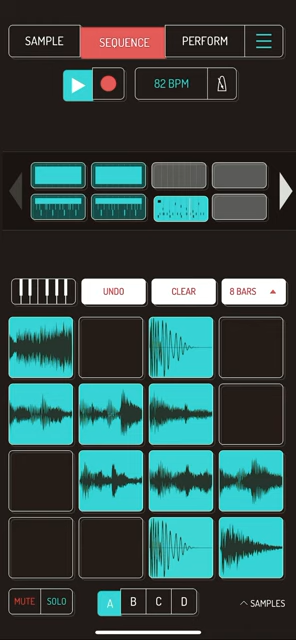 SAMPLE SEQUENCE PERFORM
82 BPM
UNDO CLEAR 8 BARS
MUTE SOLO A B C D SAMPLES